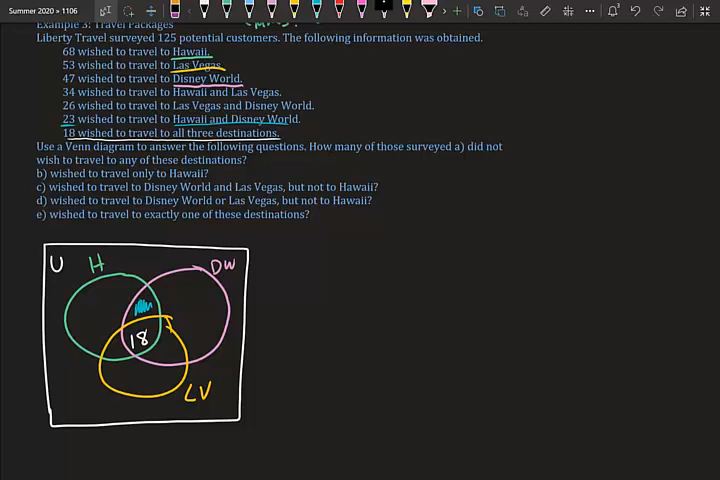 Summer 2020 » 1106
Example 3: Travel Packages
Liberty Travel surveyed 125 potential customers. The following information was obtained.
68 wished to travel to Hawaii.
53 wished to travel to Las Vegas.
47 wished to travel to Disney World.
34 wished to travel to Hawaii and Las Vegas.
26 wished to travel to Las Vegas and Disney World.
23 wished to travel to Hawaii and Disney World.
18 wished to travel to all three destinations.
Use a Venn diagram to answer the following questions. How many of those surveyed a) did not
wish to travel to any of these destinations?
b) wished to travel only to Hawaii?
c) wished to travel to Disney World and Las Vegas, but not to Hawaii?
d) wished to travel to Disney World or Las Vegas, but not to Hawaii?
e) wished to travel to exactly one of these destinations?
U H DW
18
LV